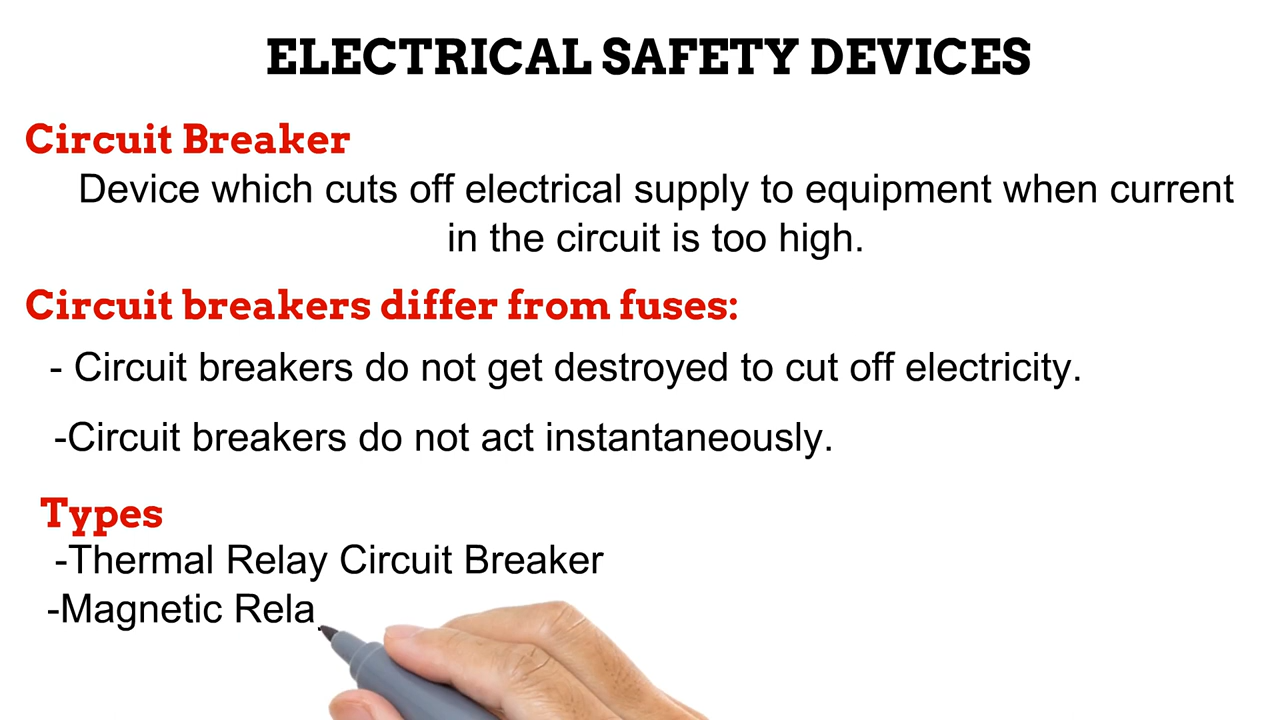 ELECTRICAL SAFETY DEVICES
Circuit Breaker
Device which cuts off electrical supply to equipment when current
in the circuit is too high.
Circuit breakers differ from fuses:
- Circuit breakers do not get destroyed to cut off electricity.
-Circuit breakers do not act instantaneously.
Types
-Thermal Relay Circuit Breaker
-Magnetic Rela